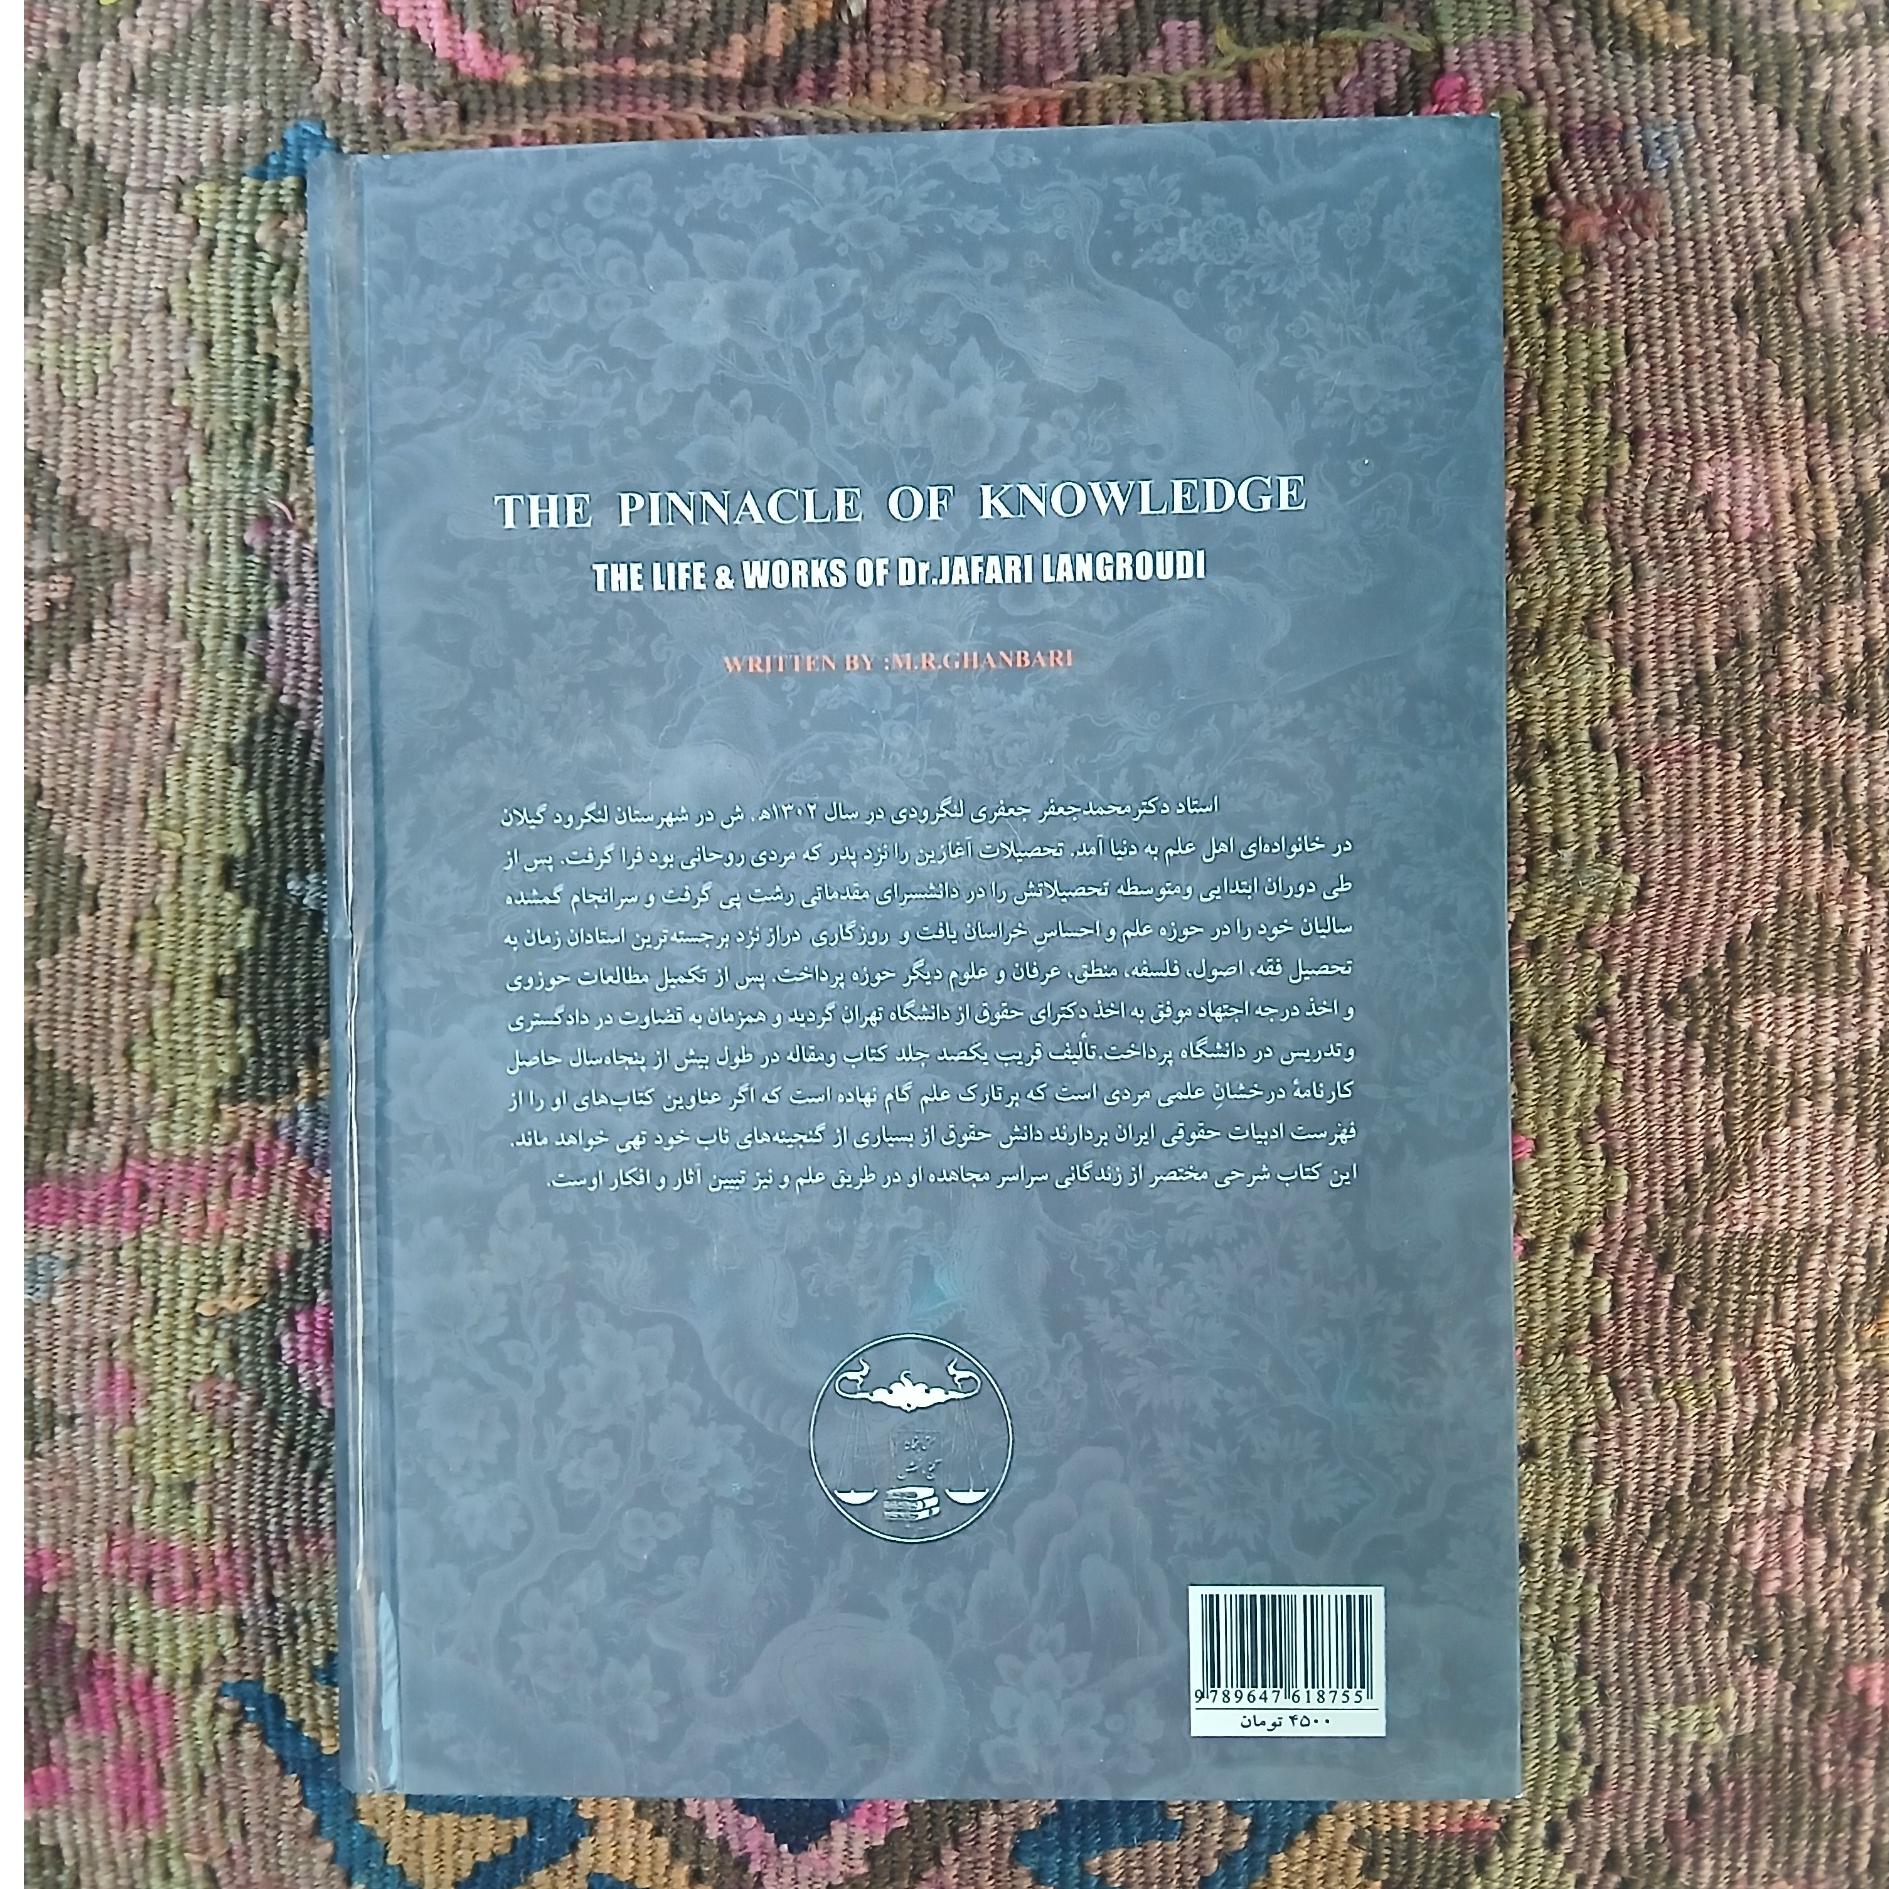 THE PINNACLE OF KNOWLEDGE
THE LIFE & WORKS OF Dr.JAFARI LANGROUDI
WRITTEN BY :M.R.GHANBARI
استاد دکترمحمدجعفر جعفری لنگرودی در سال ۱۳۰۲هـ. ش در شهرستان لنگرود گیلان
در خانواده‌ای اهل علم به دنیا آمد. تحصیلات آغازین را نزد پدر که مردی روحانی بود فرا گرفت. پس از
طی دوران ابتدایی ومتوسطه تحصیلاتش را در دانشسرای مقدماتی رشت پی گرفت و سرانجام گمشده
سالیان خود را در حوزه علم و احساسِ خراسان یافت و روزگاری دراز نزد برجسته‌ترین استادان زمان به
تحصیل فقه، اصول، فلسفه، منطق، عرفان و علوم دیگر حوزه پرداخت. پس از تکمیل مطالعات حوزوی
و اخذ درجه اجتهاد موفق به اخذ دکترای حقوق از دانشگاه تهران گردید و همزمان به قضاوت در دادگستری
وتدریس در دانشگاه پرداخت.تألیف قریب یکصد جلد کتاب ومقاله در طول بیش از پنجاه‌سال حاصل
کارنامهٔ درخشانِ علمی مردی است که برتارک علم گام نهاده است که اگر عناوین کتاب‌های او را از
فهرست ادبیات حقوقی ایران بردارند دانش حقوق از بسیاری از گنجینه‌های ناب خود تهی خواهد ماند.
این کتاب شرحی مختصر از زندگانی سراسر مجاهده او در طریق علم و نیز تبیین آثار و افکار اوست.
9 789647 618755
۴۵۰۰ تومان